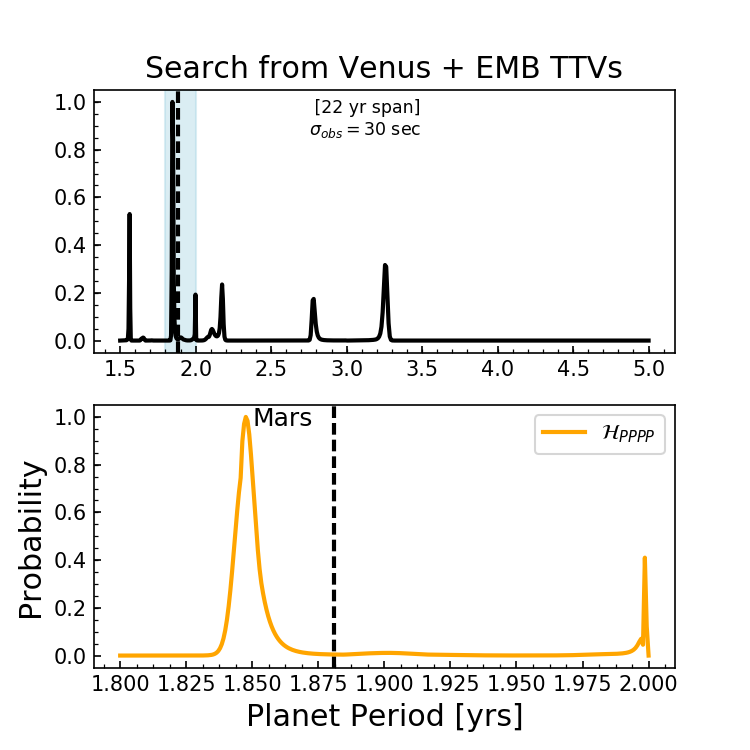 Search from Venus + EMB TTVs
[22 yr span]
σ_obs = 30 sec
1.0
0.8
0.6
0.4
0.2
0.0
1.5 2.0 2.5 3.0 3.5 4.0 4.5 5.0
Mars
ℋ_PPPP
1.0
0.8
0.6
0.4
0.2
0.0
Probability
1.800 1.825 1.850 1.875 1.900 1.925 1.950 1.975 2.000
Planet Period [yrs]